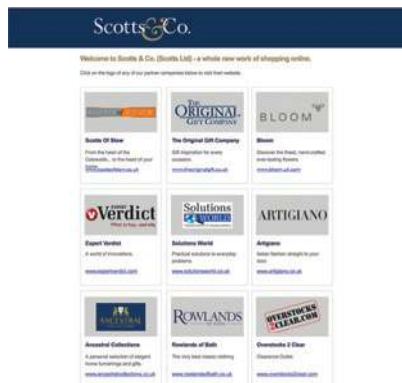 Scotts & Co.
Welcome to Scotts & Co. (Scotts Ltd) - a whole new work of shopping online.
Click on the logo of any of our partner companies below to visit their website.
THE ORIGINAL GIFT COMPANY
BLOOM
Scotts Of Stow
The Original Gift Company
Bloom
From the heart of the
Cotswolds... to the heart of your
home
Gift inspiration for every
occasion.
Discover the finest, hand-crafted
ever-lasting flowers
www.scottsofstow.co.uk
www.theoriginalgift.co.uk
www.bloom.uk.com
EXPERT Verdict
Solutions WORLD
ARTIGIANO
Expert Verdict
Solutions World
Artigiano
A world of innovations.
Practical solutions to everyday
problems
Italian fashion straight to your
door
www.expertverdict.com
www.solutionsworld.co.uk
www.artigiano.co.uk
ANCESTRAL
ROWLANDS
OVERSTOCKS
2CLEAR.COM
Ancestral Collections
Rowlands of Bath
Overstocks 2 Clear
A personal selection of elegant
home furnishings and gifts.
The very best classic clothing
Clearance Outlet
www.ancestralcollections.co.uk
www.rowlandsofbath.co.uk
www.overstocks2clear.com